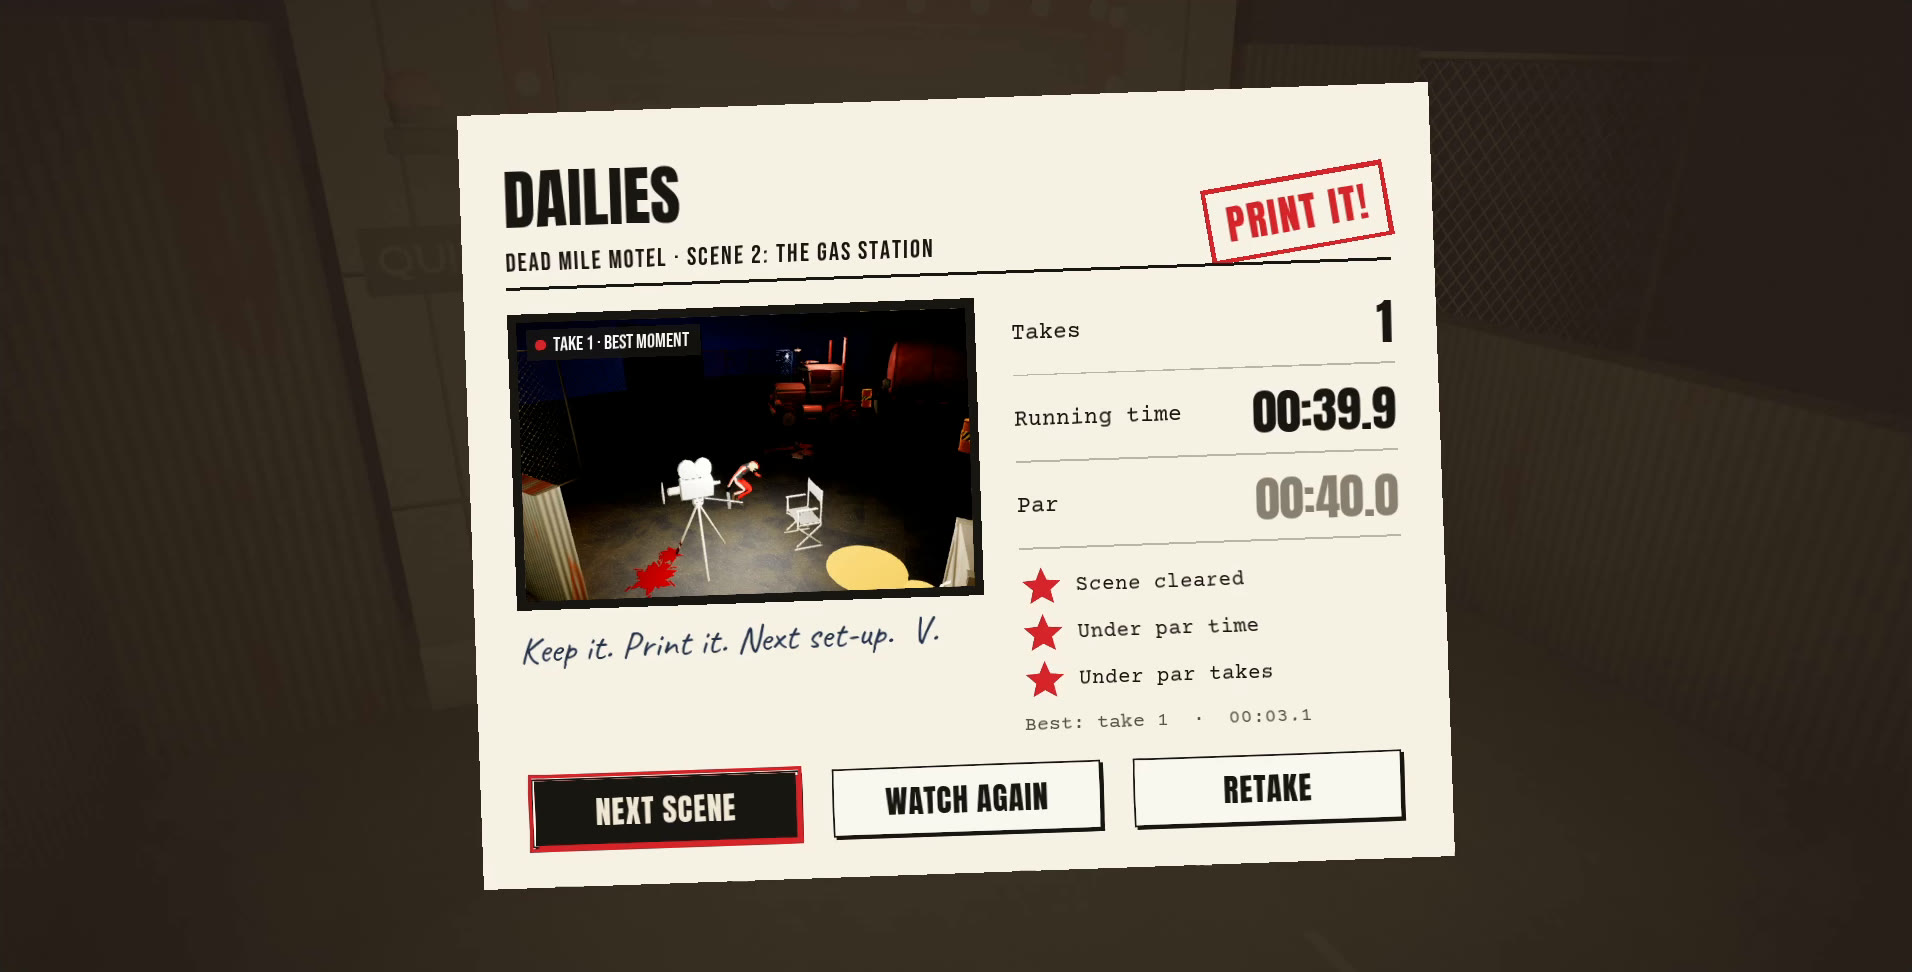 DAILIES
PRINT IT!
DEAD MILE MOTEL · SCENE 2: THE GAS STATION
TAKE 1 · BEST MOMENT
Takes 1
Running time 00:39.9
Par 00:40.0
Scene cleared
Under par time
Under par takes
Best: take 1 · 00:03.1
Keep it. Print it. Next set-up. V.
NEXT SCENE
WATCH AGAIN
RETAKE